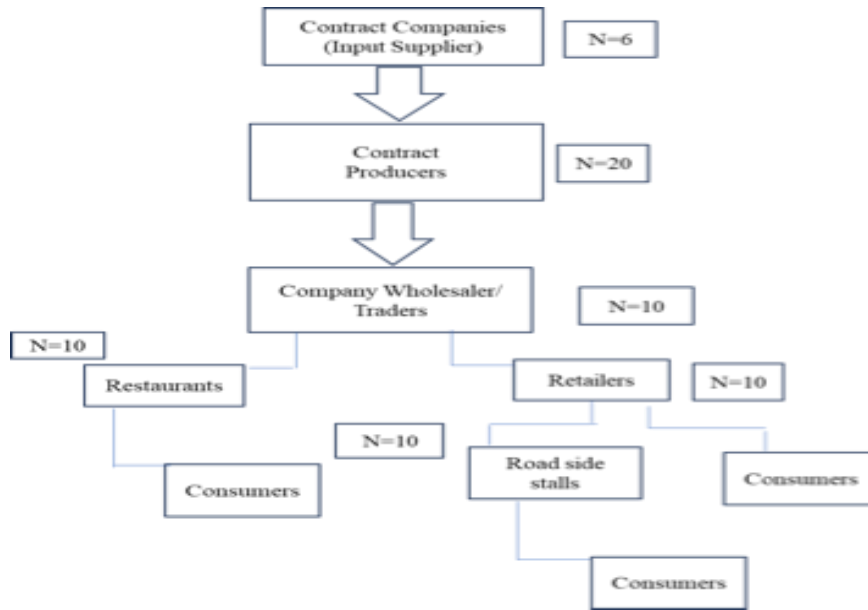 Contract Companies
(Input Supplier)
N=6
Contract
Producers
N=20
Company Wholesaler/
Traders
N=10
N=10
Restaurants
Retailers
N=10
N=10
Consumers
Road side
stalls
Consumers
Consumers